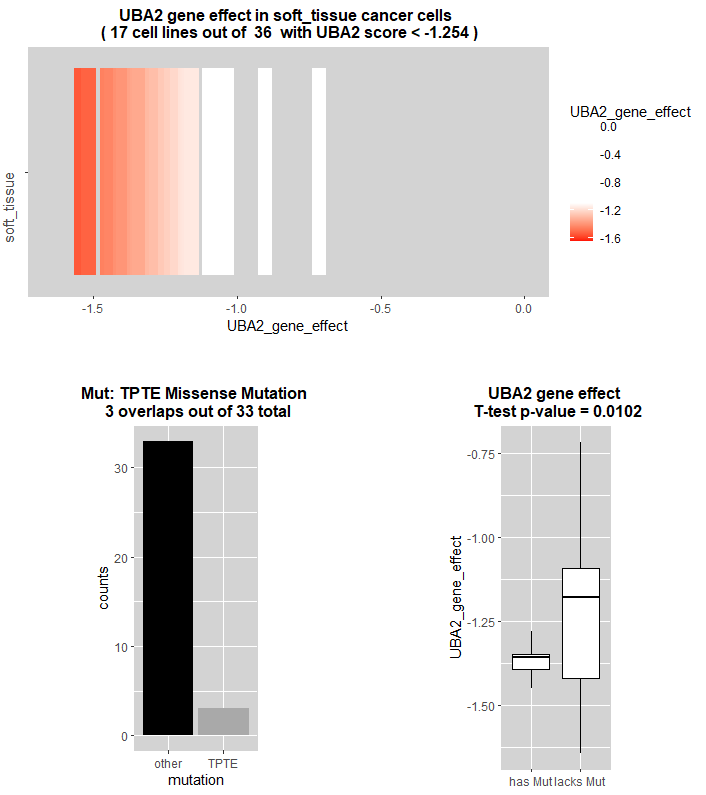 UBA2 gene effect in soft_tissue cancer cells
( 17 cell lines out of  36  with UBA2 score < -1.254 )
soft_tissue
-1.5
-1.0
-0.5
0.0
UBA2_gene_effect
UBA2_gene_effect
0.0
-0.4
-0.8
-1.2
-1.6
Mut: TPTE Missense Mutation
3 overlaps out of 33 total
counts
30
20
10
0
other
TPTE
mutation
UBA2 gene effect
T-test p-value = 0.0102
UBA2_gene_effect
-0.75
-1.00
-1.25
-1.50
has Mut
lacks Mut